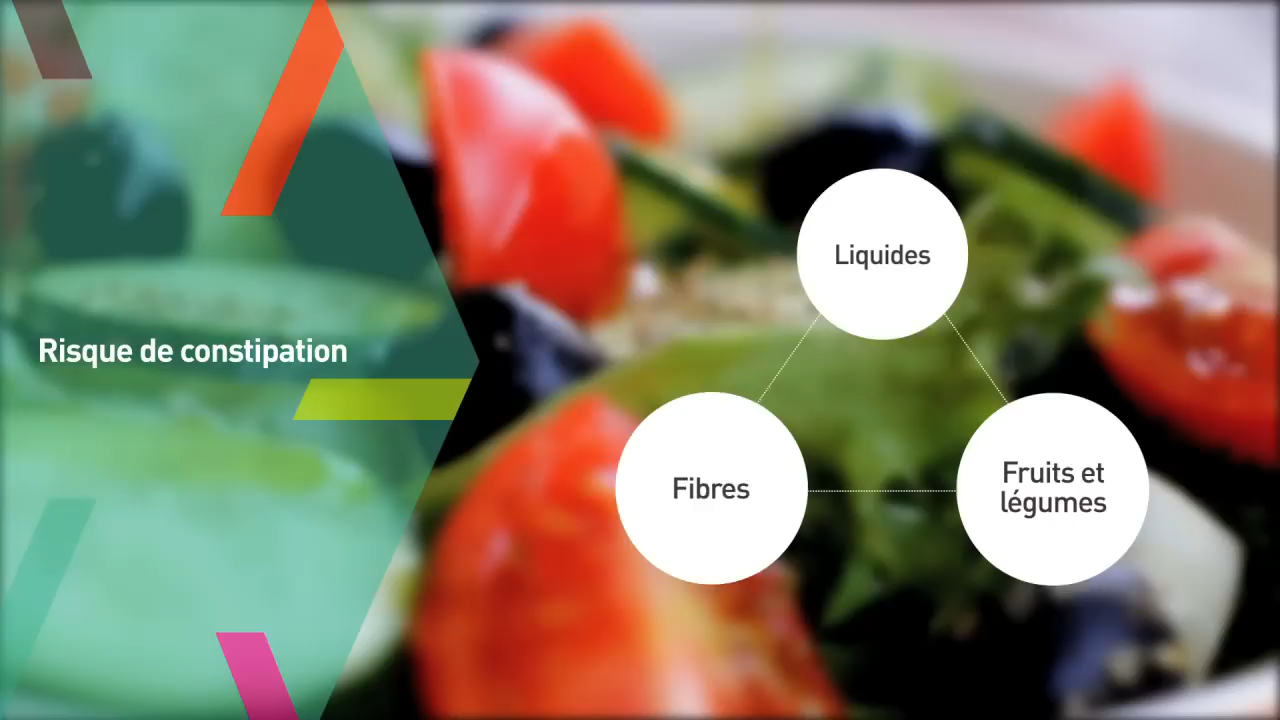 Risque de constipation
Liquides
Fibres
Fruits et
légumes